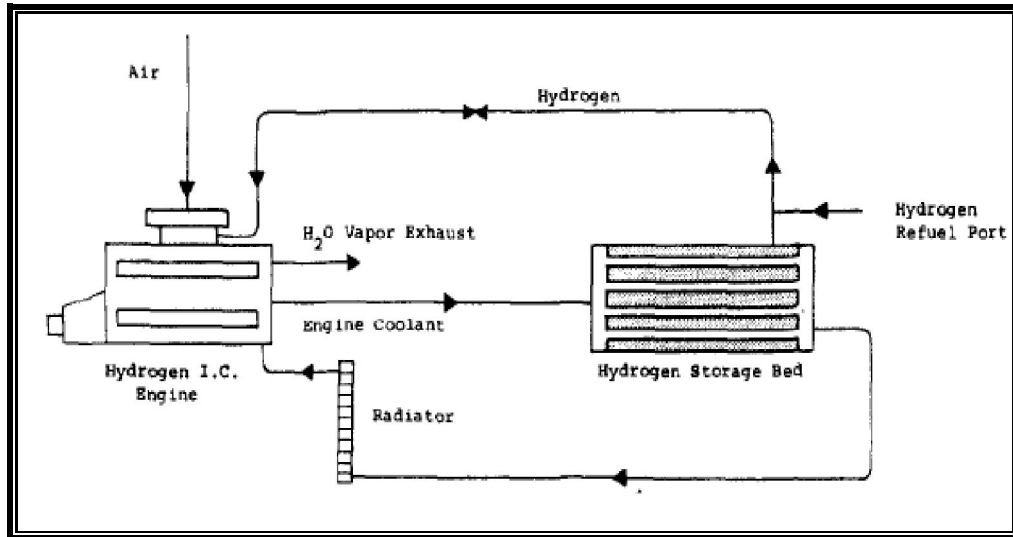 Air
Hydrogen
Hydrogen
Refuel Port
H₂O Vapor Exhaust
Engine Coolant
Hydrogen I.C.
Engine
Hydrogen Storage Bed
Radiator